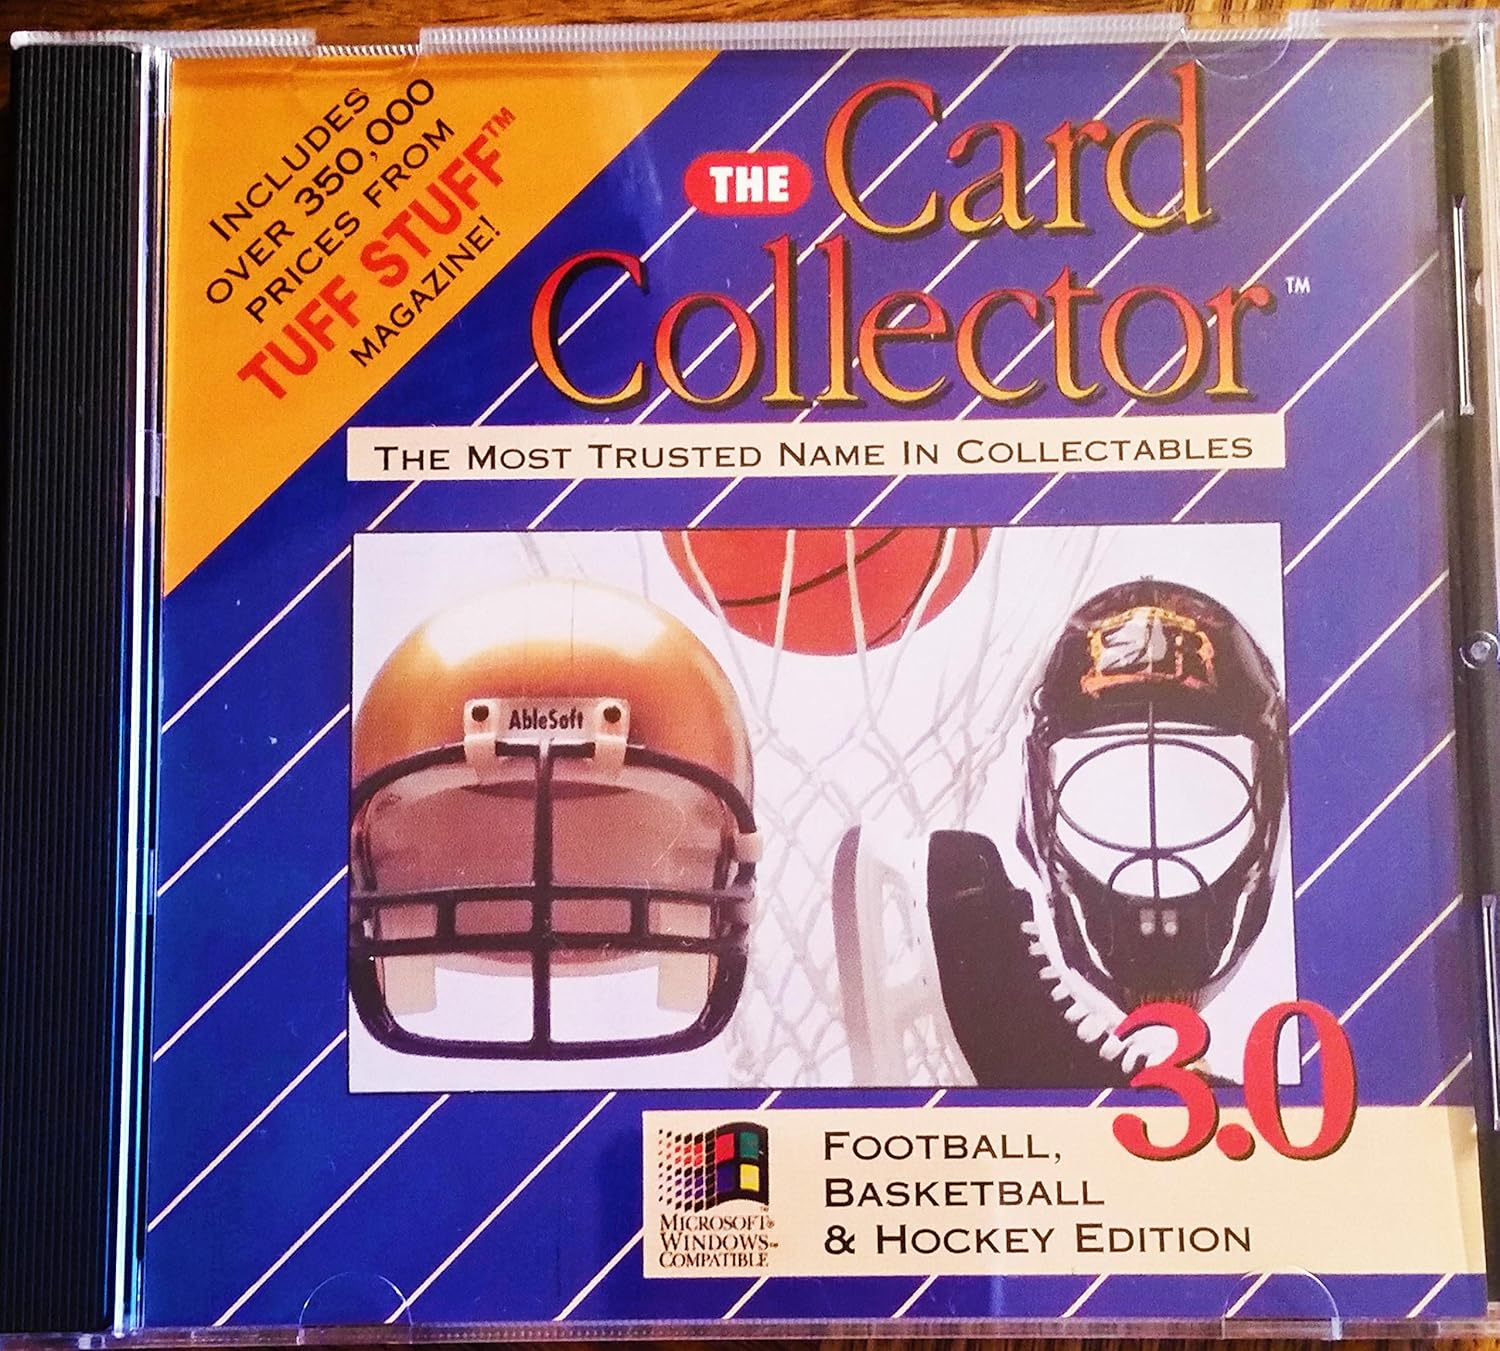 INCLUDES
OVER 350,000
PRICES FROM
TUFF STUFF™
MAGAZINE!
THE Card
Collector™
THE MOST TRUSTED NAME IN COLLECTABLES
AbleSoft
3.0
FOOTBALL,
BASKETBALL
& HOCKEY EDITION
MICROSOFT®
WINDOWS™
COMPATIBLE